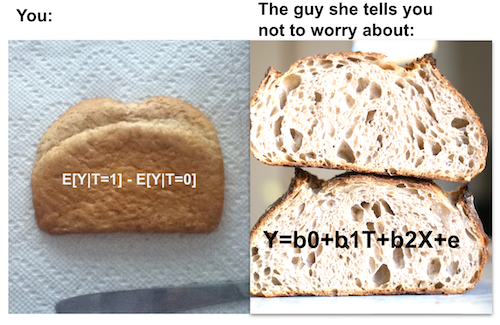 You:
The guy she tells you
not to worry about:
E[Y|T=1] - E[Y|T=0]
Y=b0+b1T+b2X+e